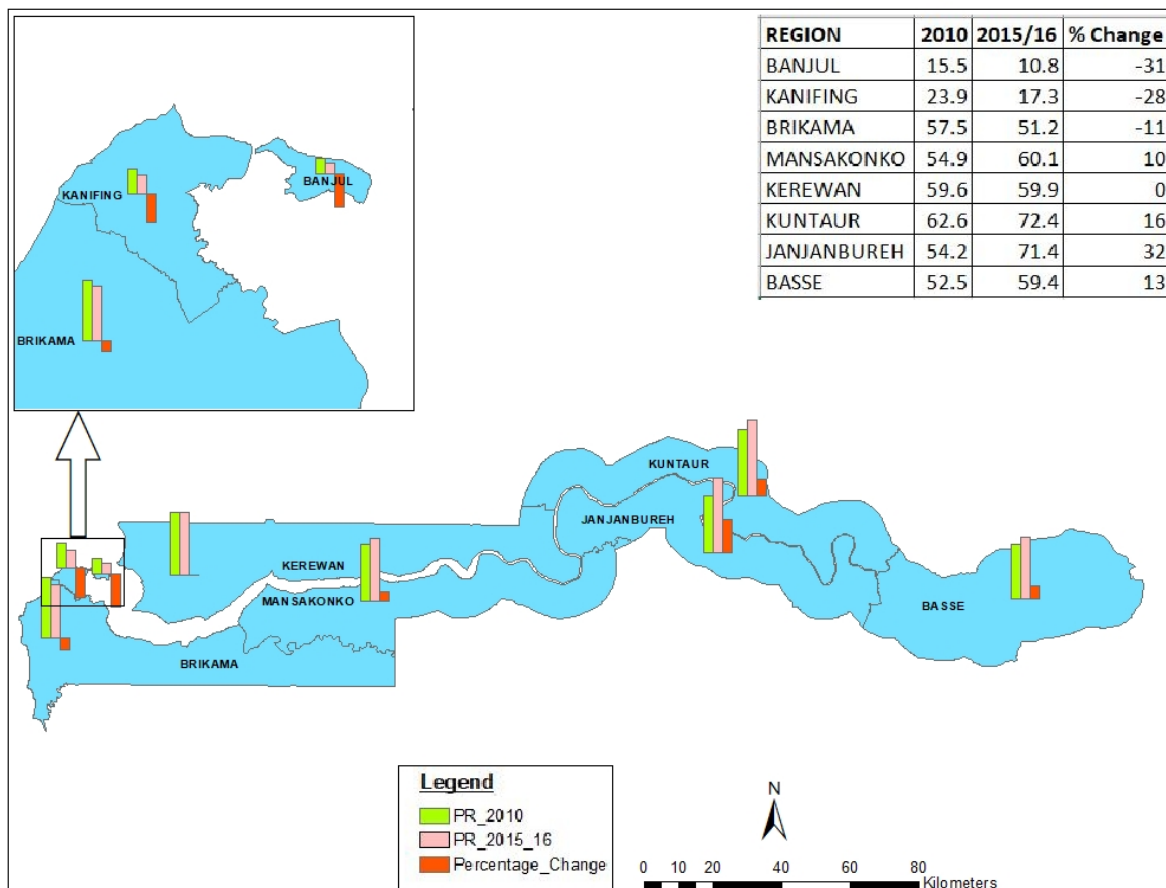 REGION 2010 2015/16 % Change
BANJUL 15.5 10.8 -31
KANIFING 23.9 17.3 -28
BRIKAMA 57.5 51.2 -11
MANSAKONKO 54.9 60.1 10
KEREWAN 59.6 59.9 0
KUNTAUR 62.6 72.4 16
JANJANBUREH 54.2 71.4 32
BASSE 52.5 59.4 13
BANJUL
KANIFING
BRIKAMA
KUNTAUR
JANJANBUREH
KEREWAN
MANSAKONKO
BASSE
BRIKAMA
Legend
PR_2010
PR_2015_16
Percentage_Change
N
0 10 20 40 60 80
Kilometers